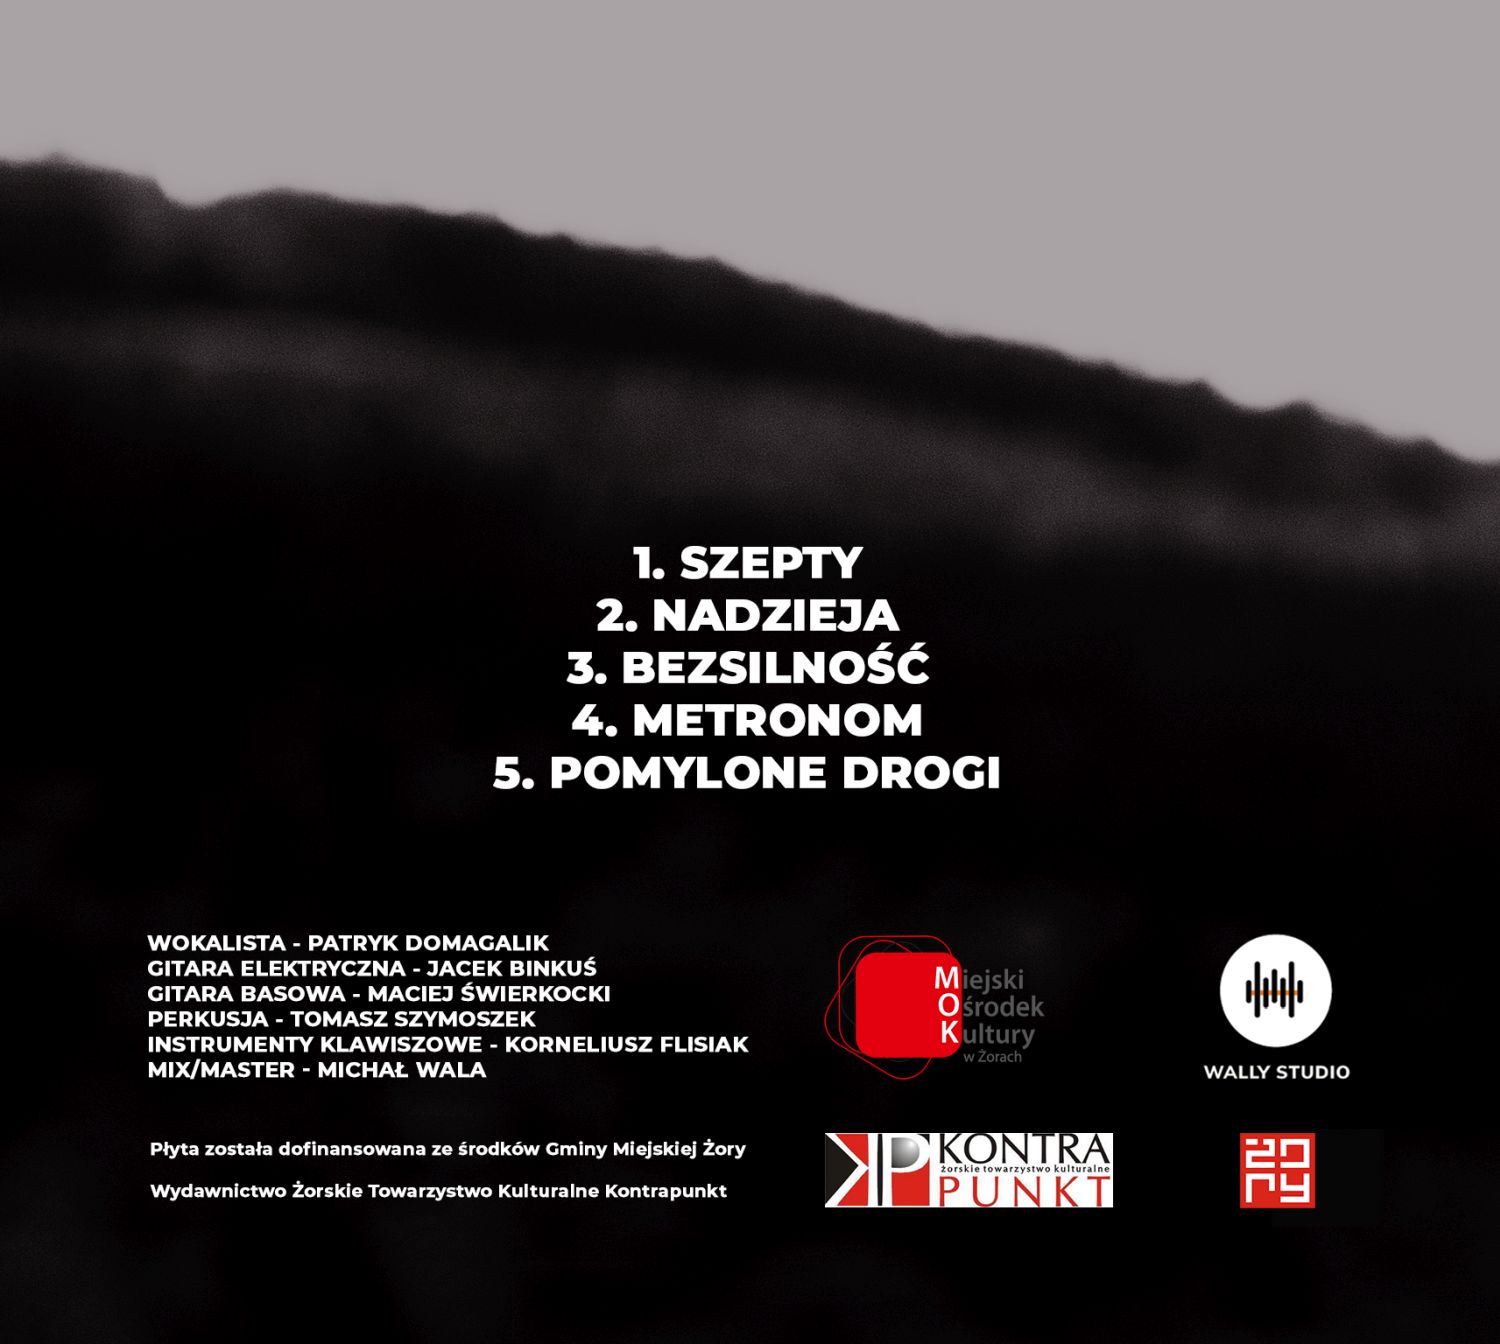 1. SZEPTY
2. NADZIEJA
3. BEZSILNOŚĆ
4. METRONOM
5. POMYLONE DROGI
WOKALISTA - PATRYK DOMAGALIK
GITARA ELEKTRYCZNA - JACEK BINKUŚ
GITARA BASOWA - MACIEJ ŚWIERKOCKI
PERKUSJA - TOMASZ SZYMOSZEK
INSTRUMENTY KLAWISZOWE - KORNELIUSZ FLISIAK
MIX/MASTER - MICHAŁ WALA
Miejski
Ośrodek
Kultury
w Żorach
WALLY STUDIO
Płyta została dofinansowana ze środków Gminy Miejskiej Żory
Wydawnictwo Żorskie Towarzystwo Kulturalne Kontrapunkt
KP KONTRA
żorskie towarzystwo kulturalne
PUNKT
żory